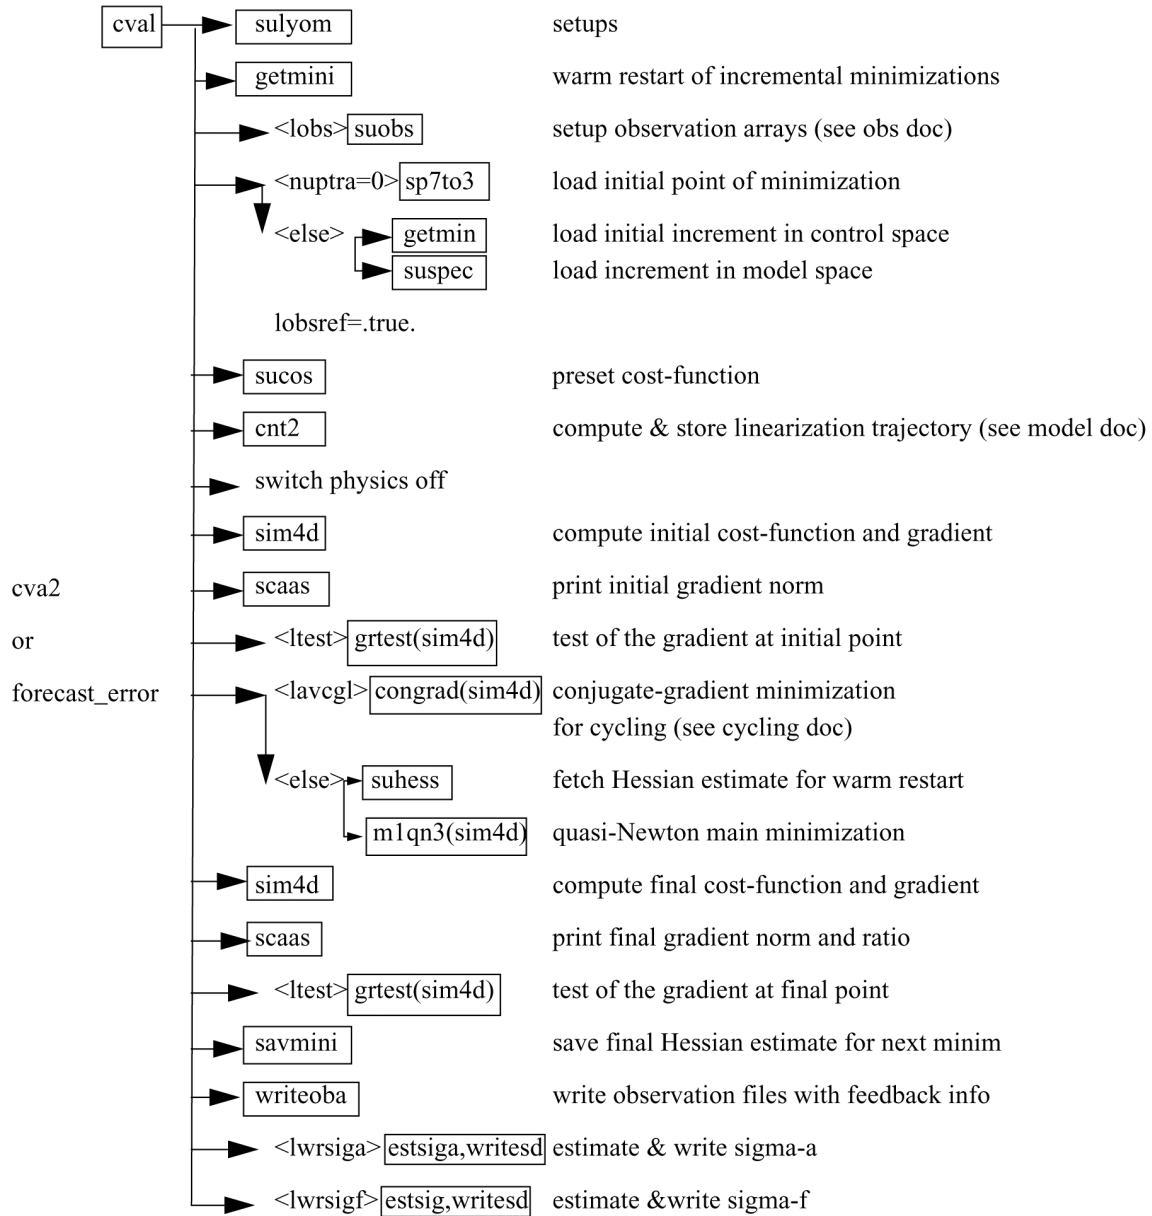 cval sulyom setups
getmini warm restart of incremental minimizations
<lobs> suobs setup observation arrays (see obs doc)
<nuptra=0> sp7to3 load initial point of minimization
<else> getmin load initial increment in control space
suspec load increment in model space
lobsref=.true.
sucos preset cost-function
cnt2 compute & store linearization trajectory (see model doc)
switch physics off
sim4d compute initial cost-function and gradient
cva2 scaas print initial gradient norm
or <ltest> grtest(sim4d) test of the gradient at initial point
forecast_error <lavcgl> congrad(sim4d) conjugate-gradient minimization
for cycling (see cycling doc)
<else> suhess fetch Hessian estimate for warm restart
m1qn3(sim4d) quasi-Newton main minimization
sim4d compute final cost-function and gradient
scaas print final gradient norm and ratio
<ltest> grtest(sim4d) test of the gradient at final point
savmini save final Hessian estimate for next minim
writeoba write observation files with feedback info
<lwrsiga> estsiga,writesd estimate & write sigma-a
<lwrsigf> estsig,writesd estimate &write sigma-f